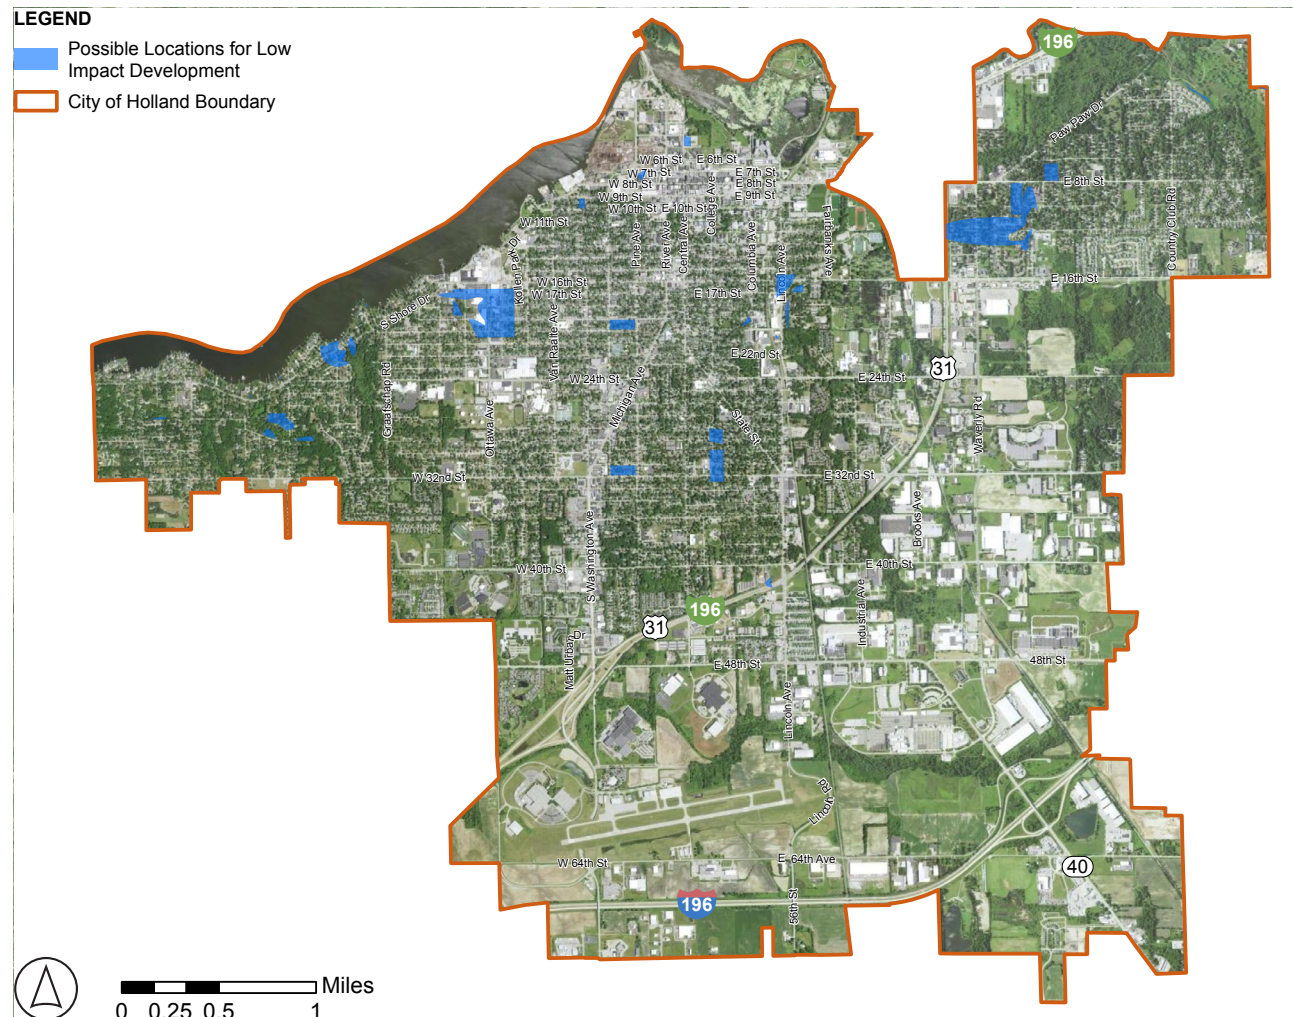 LEGEND
Possible Locations for Low
Impact Development
City of Holland Boundary
196
Paw Paw Dr
W 6th St
E 6th St
W 7th St
E 7th St
W 8th St
E 8th St
E 8th St
W 9th St
E 9th St
W 10th St
E 10th St
W 11th St
College Ave
Pine Ave
River Ave
Central Ave
Columbia Ave
Lincoln Ave
Fairbanks Ave
Country Club Rd
Kollen Park Dr
W 16th St
E 16th St
W 17th St
E 17th St
S Shore Dr
Van Raalte Ave
E 22nd St
31
W 24th St
E 24th St
Graafschap Rd
Michigan Ave
Ottawa Ave
State St
Waverly Rd
W 32nd St
E 32nd St
Brooks Ave
S Washington Ave
W 40th St
E 40th St
196
31
Industrial Ave
Matt Urban Dr
E 48th St
48th St
Lincoln Ave
Lincoln Rd
W 64th St
E 64th Ave
40
56th St
196
Miles
0 0.25 0.5 1